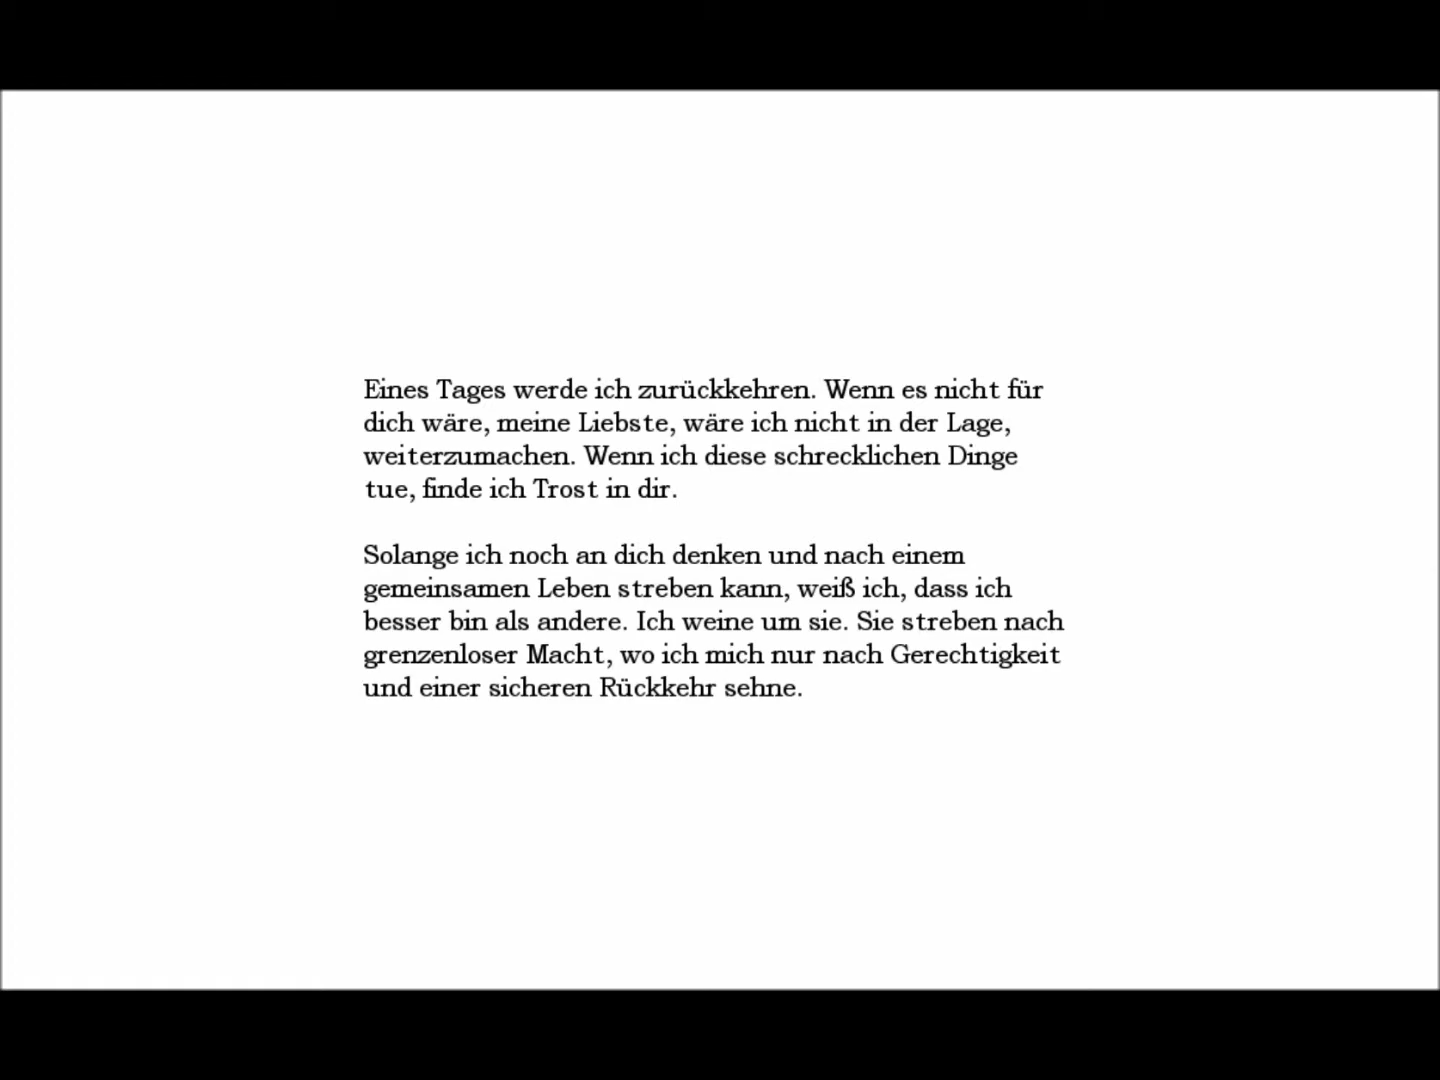 Eines Tages werde ich zurückkehren. Wenn es nicht für
dich wäre, meine Liebste, wäre ich nicht in der Lage,
weiterzumachen. Wenn ich diese schrecklichen Dinge
tue, finde ich Trost in dir.
Solange ich noch an dich denken und nach einem
gemeinsamen Leben streben kann, weiß ich, dass ich
besser bin als andere. Ich weine um sie. Sie streben nach
grenzenloser Macht, wo ich mich nur nach Gerechtigkeit
und einer sicheren Rückkehr sehne.